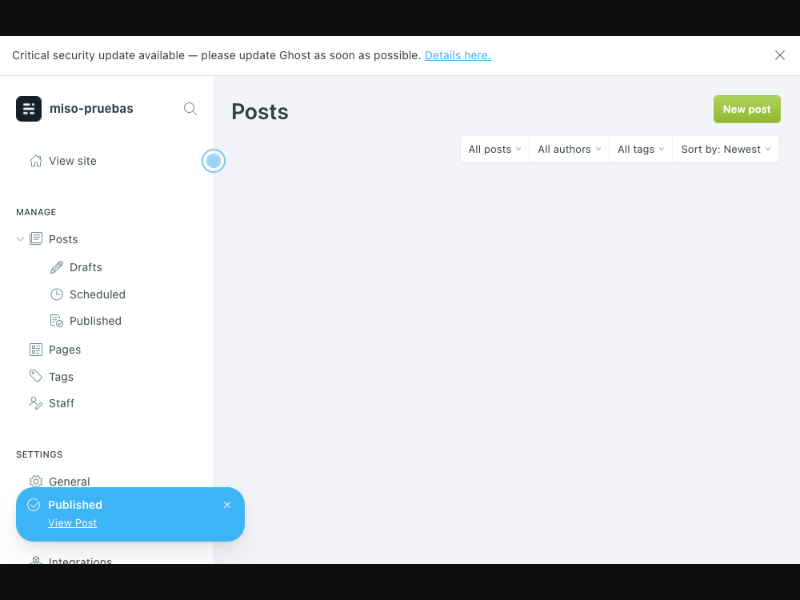 Critical security update available — please update Ghost as soon as possible. Details here.
miso-pruebas
View site
MANAGE
Posts
Drafts
Scheduled
Published
Pages
Tags
Staff
SETTINGS
General
Published
View Post
Integrations
Posts
New post
All posts
All authors
All tags
Sort by: Newest